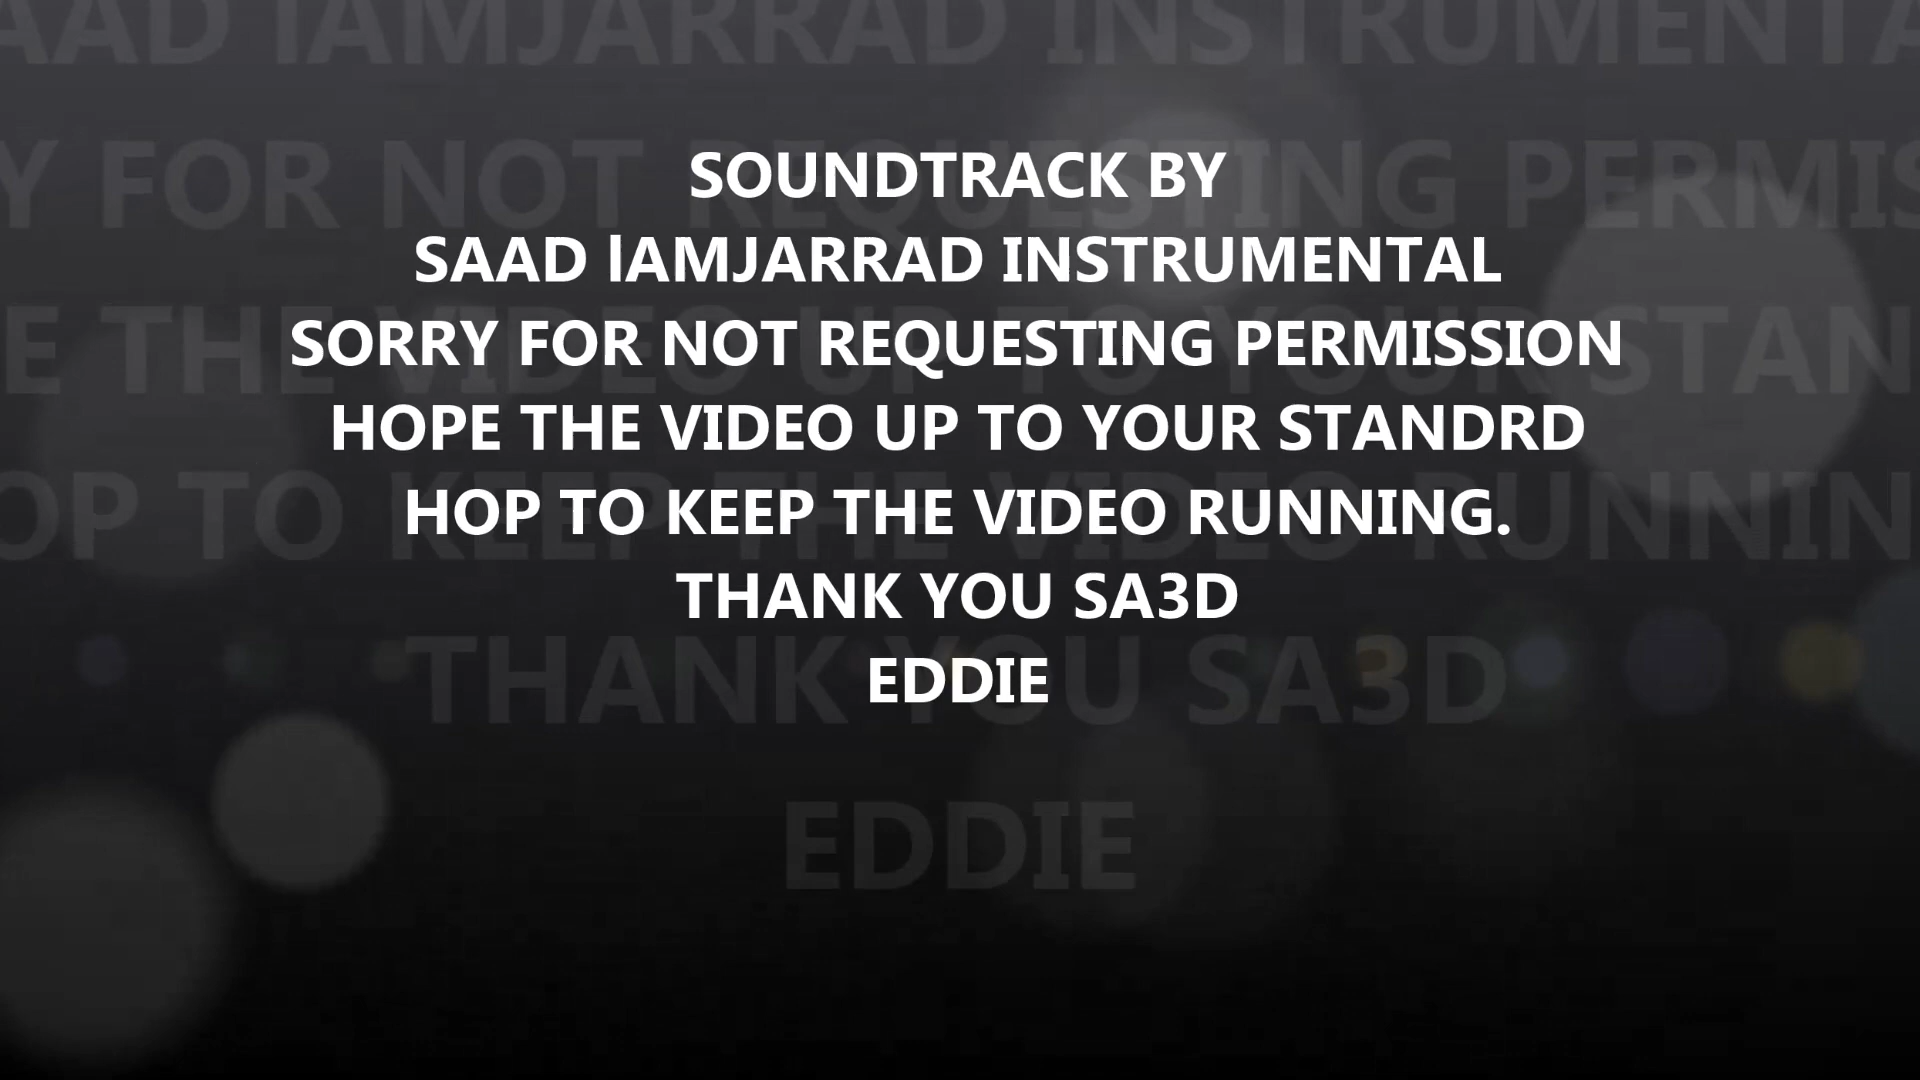 SOUNDTRACK BY
SAAD lAMJARRAD INSTRUMENTAL
SORRY FOR NOT REQUESTING PERMISSION
HOPE THE VIDEO UP TO YOUR STANDRD
HOP TO KEEP THE VIDEO RUNNING.
THANK YOU SA3D
EDDIE